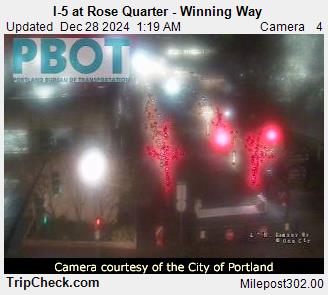 I-5 at Rose Quarter - Winning Way
Updated Dec 28 2024 1:19 AM Camera 4
PBOT
PORTLAND BUREAU OF TRANSPORTATION
Camera courtesy of the City of Portland
TripCheck.com Milepost302.00